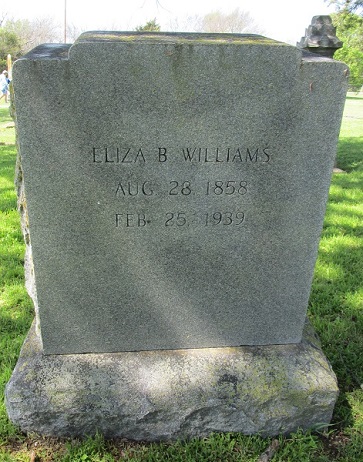 ELIZA B WILLIAMS
AUG 28 1858
FEB 25 1939